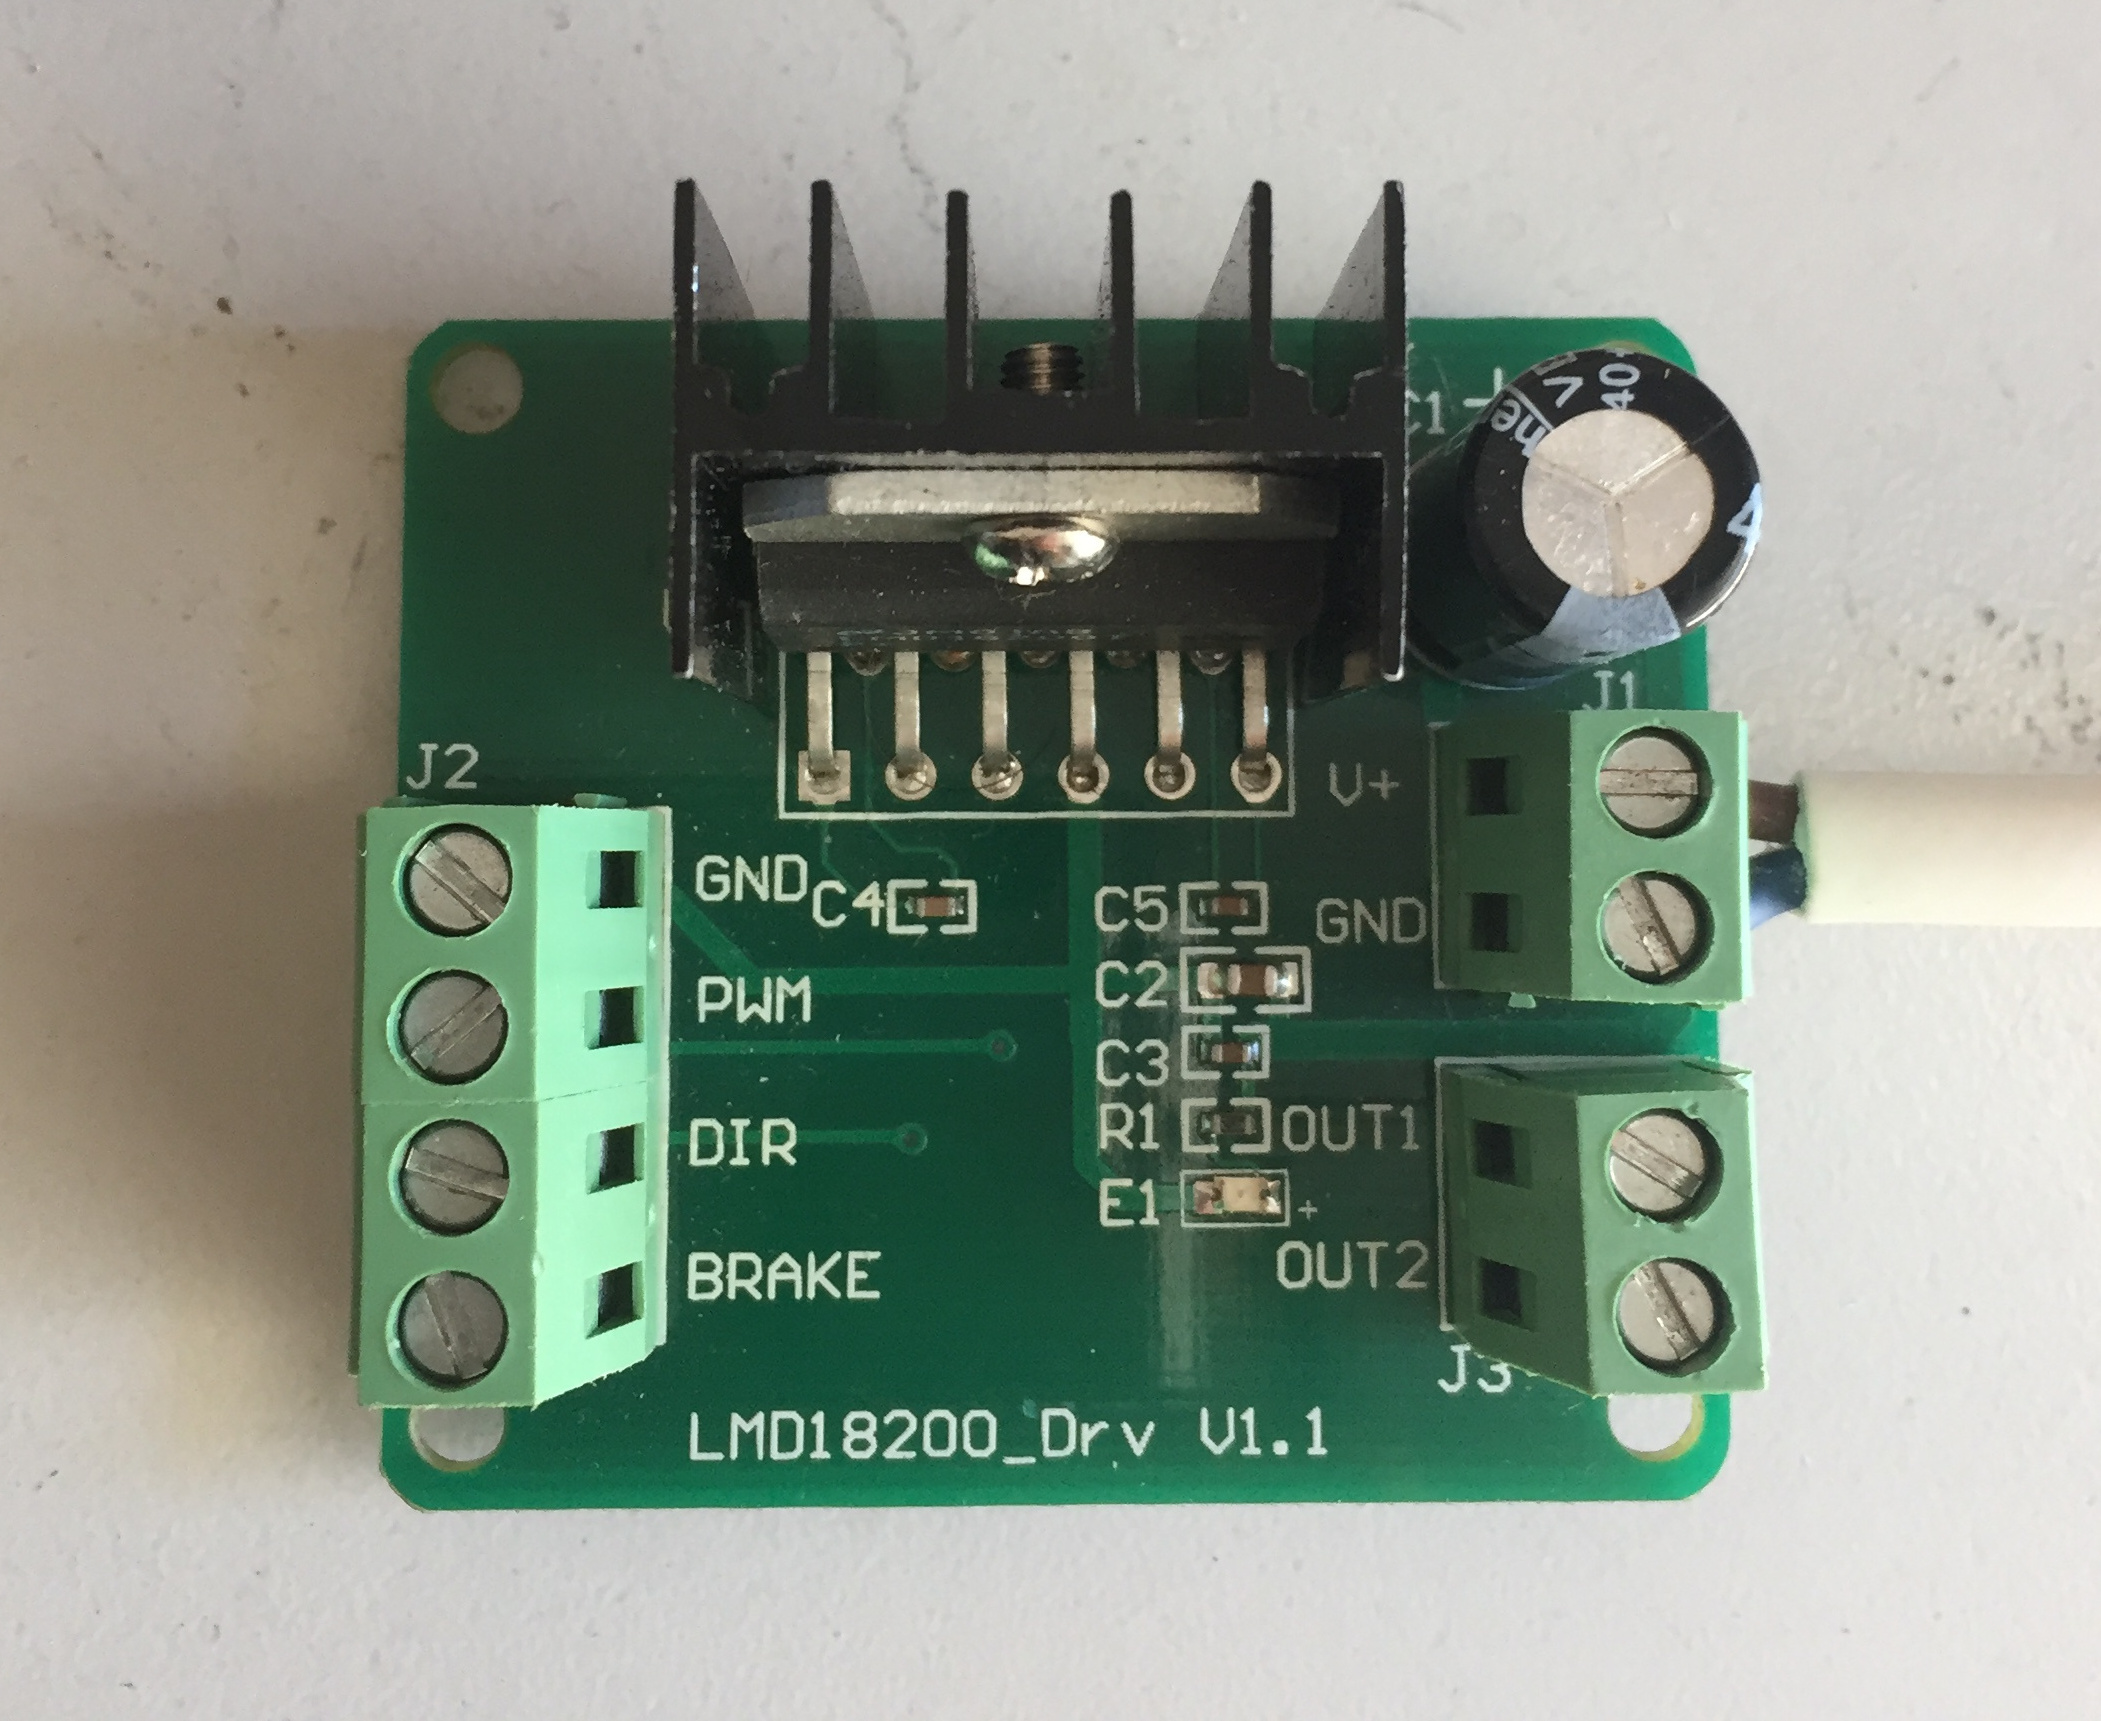 C1
40
J1
J2
V+
GND
C4
C5
GND
PWM
C2
C3
DIR
R1
OUT1
E1
+
BRAKE
OUT2
J3
LMD18200_Drv V1.1